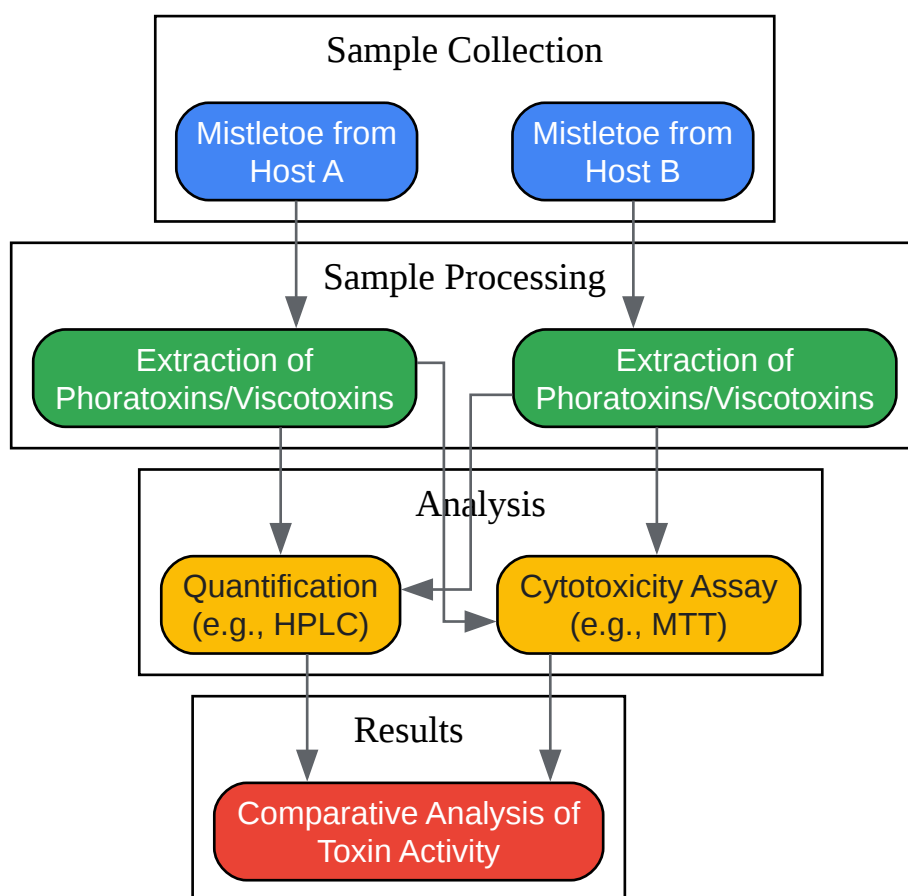 Sample Collection
Mistletoe from
Host A
Mistletoe from
Host B
Sample Processing
Extraction of
Phoratoxins/Viscotoxins
Extraction of
Phoratoxins/Viscotoxins
Analysis
Quantification
(e.g., HPLC)
Cytotoxicity Assay
(e.g., MTT)
Results
Comparative Analysis of
Toxin Activity